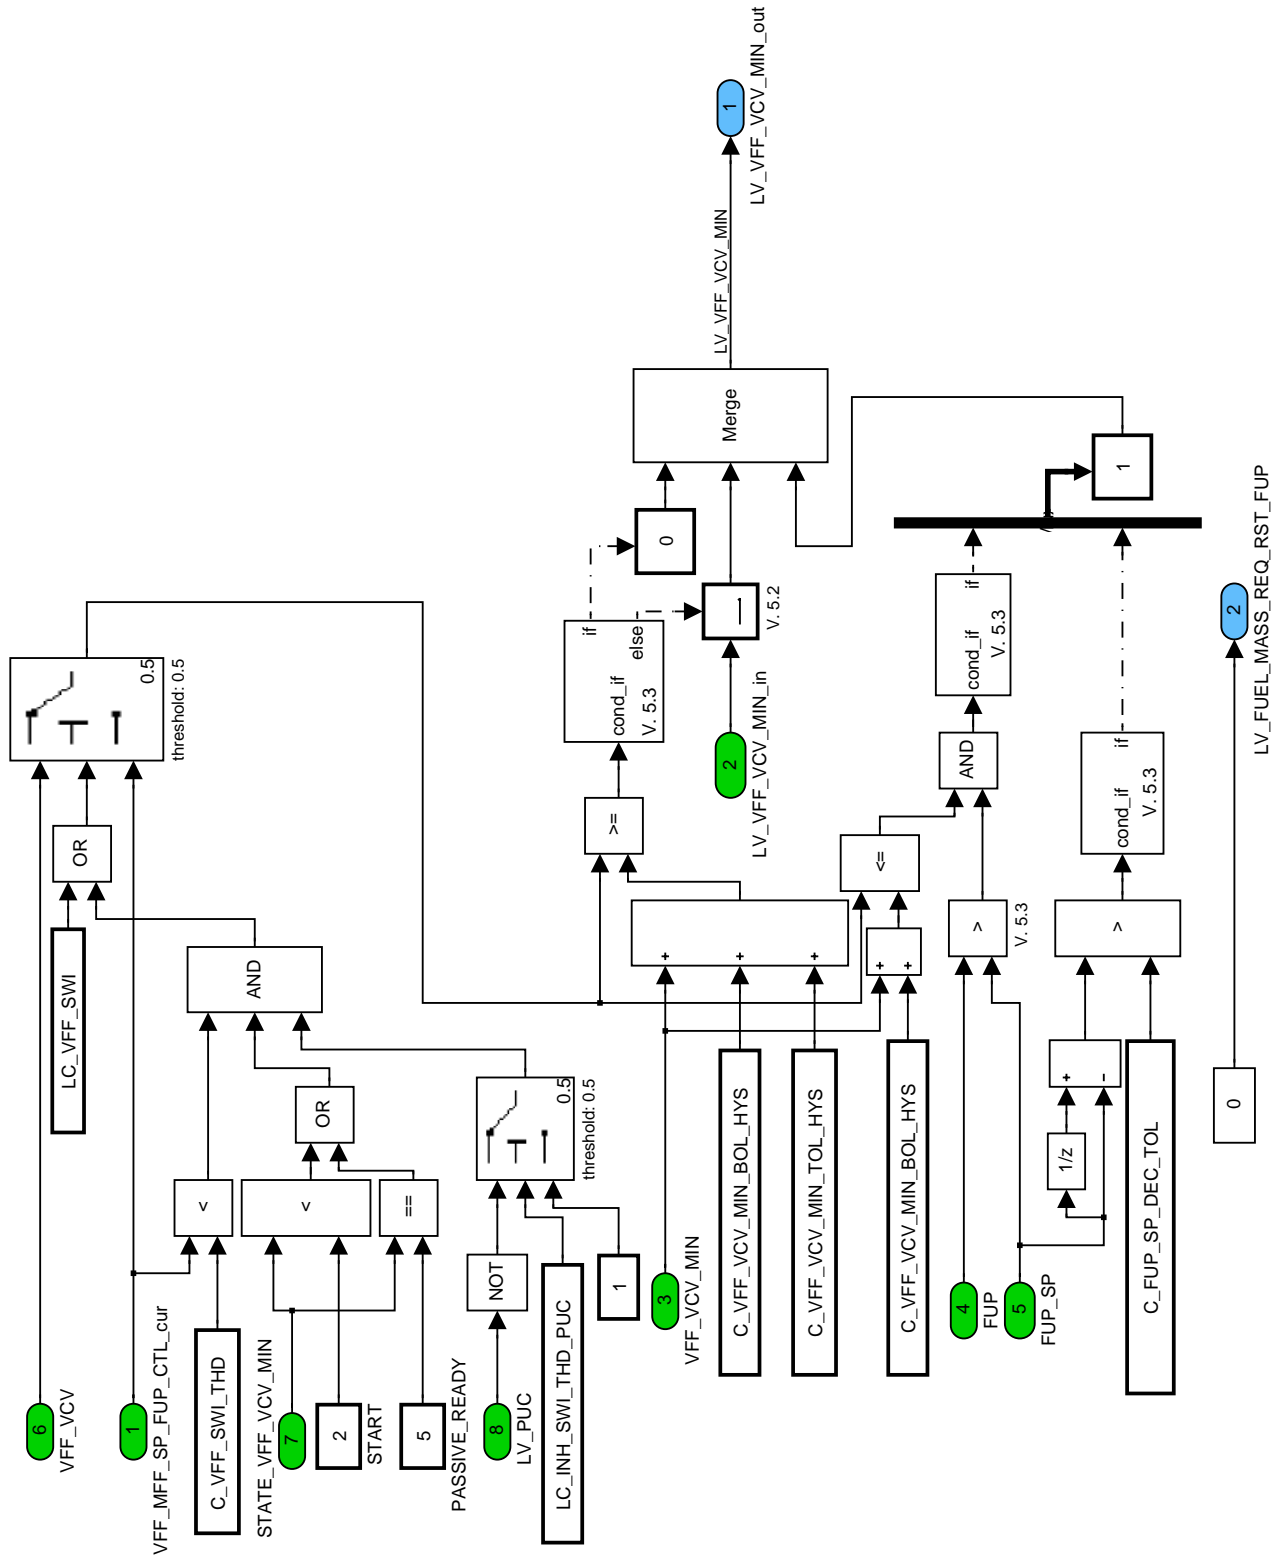 6
VFF_VCV
LC_VFF_SWI
OR
0.5
threshold: 0.5
1
VFF_MFF_SP_FUP_CTL_cur
C_VFF_SWI_THD
<
AND
STATE_VFF_VCV_MIN
7
<
OR
2
START
5
==
PASSIVE_READY
8
LV_PUC
NOT
0.5
threshold: 0.5
LC_INH_SWI_THD_PUC
1
3
VFF_VCV_MIN
+
+
+
>=
if
else
cond_if
V. 5.3
0
C_VFF_VCV_MIN_BOL_HYS
2
LV_VFF_VCV_MIN_in
V. 5.2
Merge
LV_VFF_VCV_MIN
1
LV_VFF_VCV_MIN_out
C_VFF_VCV_MIN_TOL_HYS
C_VFF_VCV_MIN_BOL_HYS
+
+
<=
4
FUP
>
V. 5.3
AND
cond_if
if
V. 5.3
5
FUP_SP
1/z
+
-
>
cond_if
if
V. 5.3
1
C_FUP_SP_DEC_TOL
0
2
LV_FUEL_MASS_REQ_RST_FUP